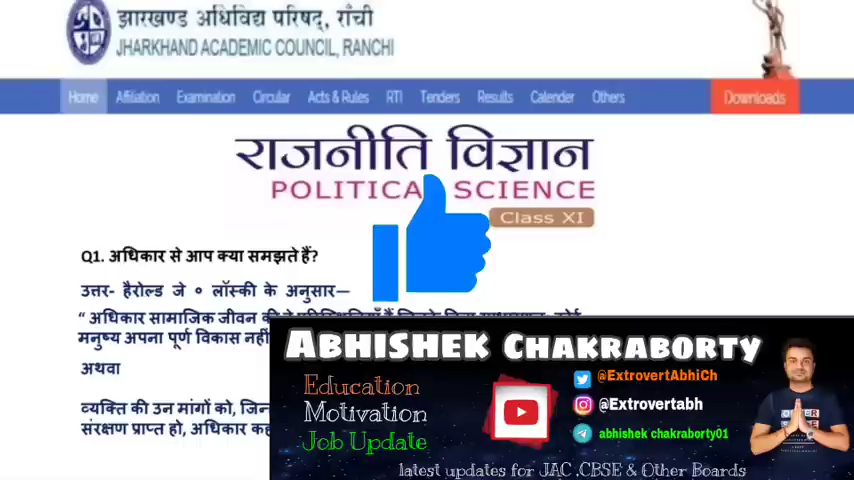 झारखण्ड अधिविद्य परिषद्, राँची
JHARKHAND ACADEMIC COUNCIL, RANCHI
Home Affiliation Examination Circular Acts & Rules RTI Tenders Results Calender Others Downloads
राजनीति विज्ञान
POLITICA SCIENCE
Class XI
Q1. अधिकार से आप क्या समझते हैं?
उत्तर- हैरोल्ड जे ० लॉस्की के अनुसार—
“ अधिकार सामाजिक जीवन की
मनुष्य अपना पूर्ण विकास नहीं
अथवा
व्यक्ति की उन मांगों को,
संरक्षण प्राप्त हो, अधिकार
ABHISHEK CHAKRABORTY
Education
Motivation
Job Update
@ExtrovertAbhiCh
@Extrovertabh
abhishek chakraborty01
latest updates for JAC ,CBSE & Other Boards